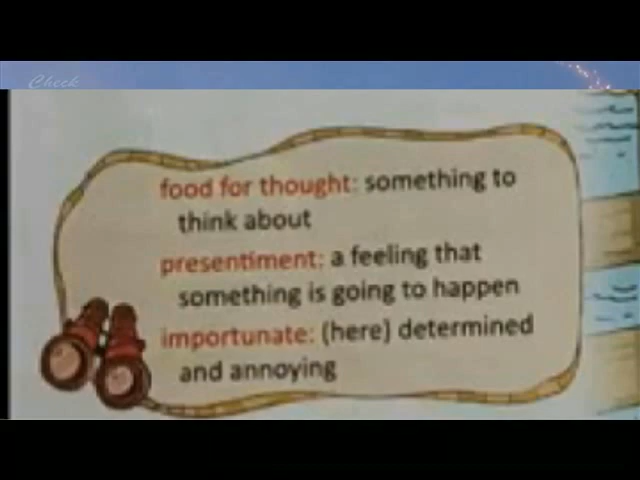 Check
food for thought: something to
think about
presentiment: a feeling that
something is going to happen
importunate: (here) determined
and annoying